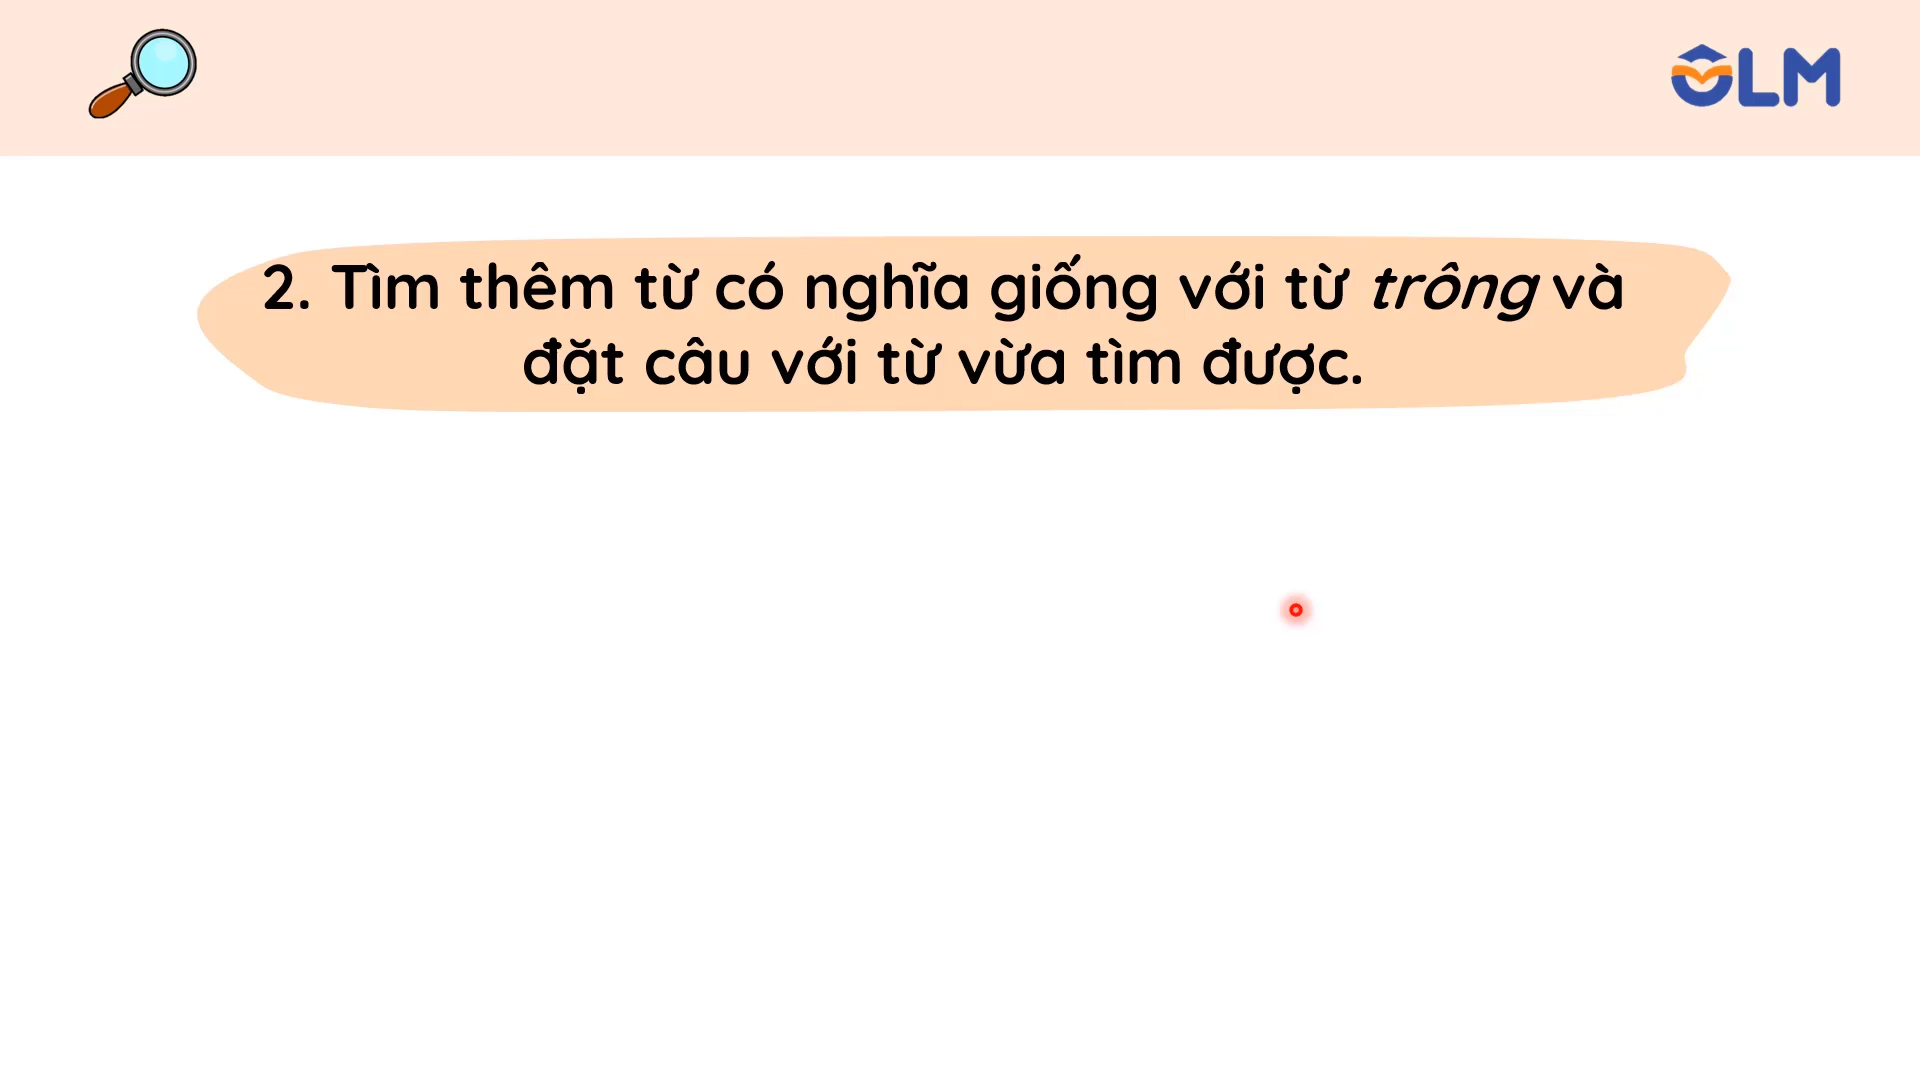 OLM
2. Tìm thêm từ có nghĩa giống với từ trông và
đặt câu với từ vừa tìm được.